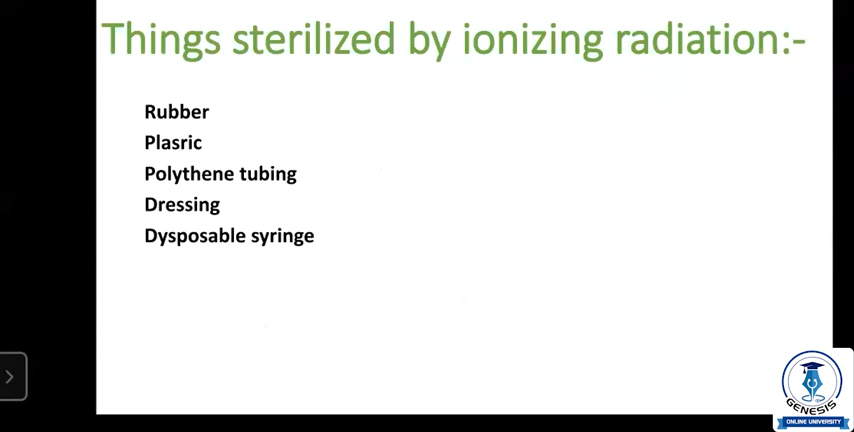 Things sterilized by ionizing radiation:-
Rubber
Plasric
Polythene tubing
Dressing
Dysposable syringe
GENESIS
ONLINE UNIVERSITY